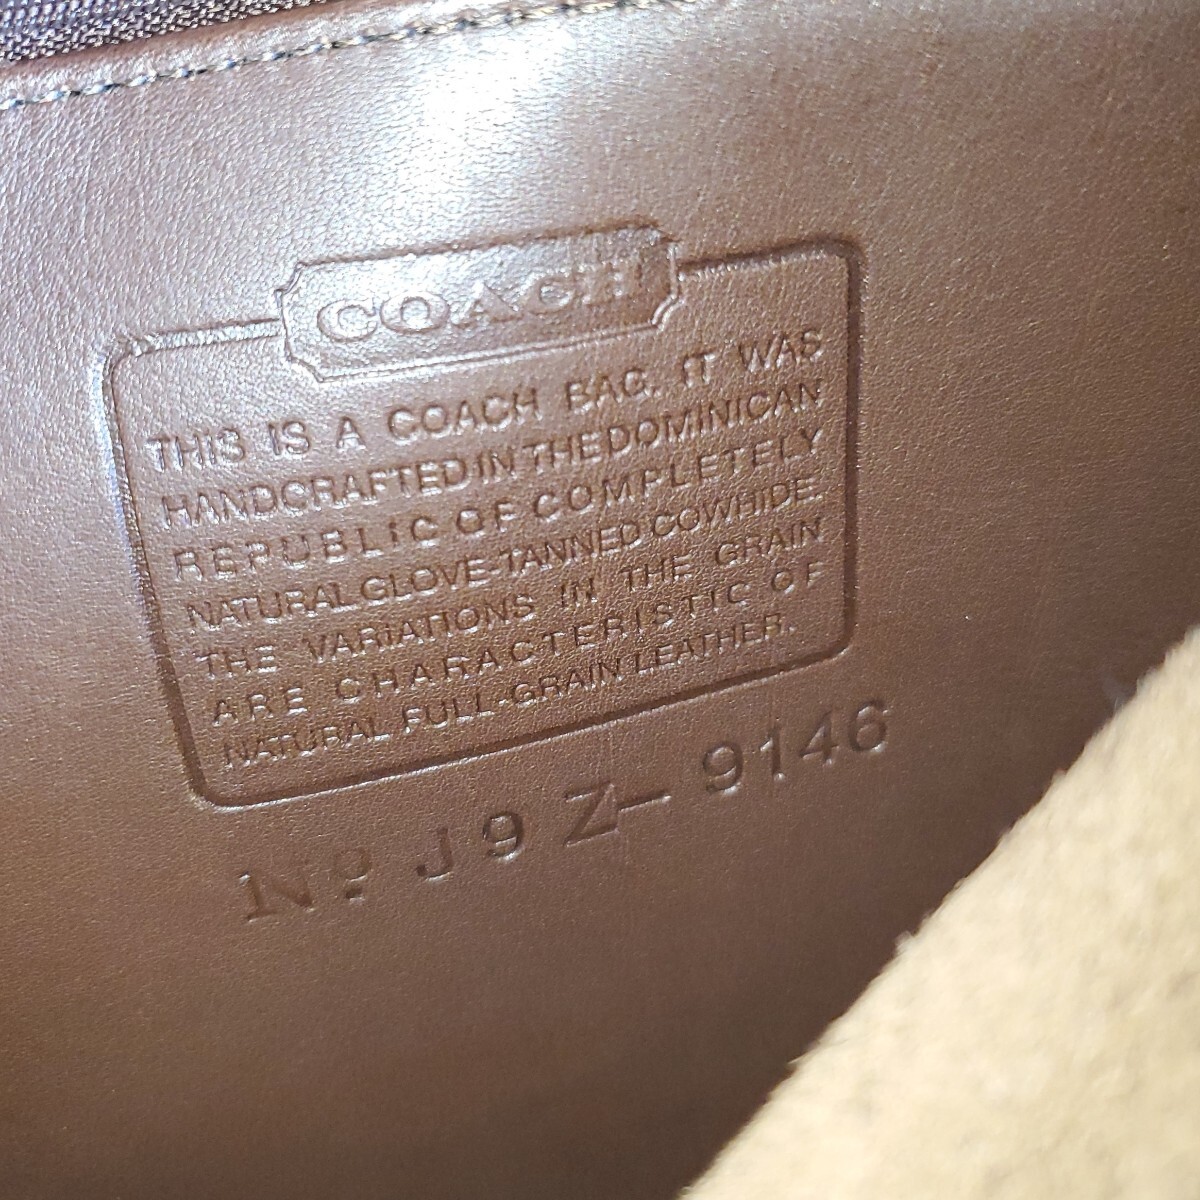 COACH
THIS IS A COACH BAG. IT WAS
HANDCRAFTED IN THE DOMINICAN
REPUBLIC OF COMPLETELY
NATURAL GLOVE-TANNED COWHIDE.
THE VARIATIONS IN THE GRAIN
ARE CHARACTERISTIC OF
NATURAL FULL-GRAIN LEATHER.
Nº J9Z-9146